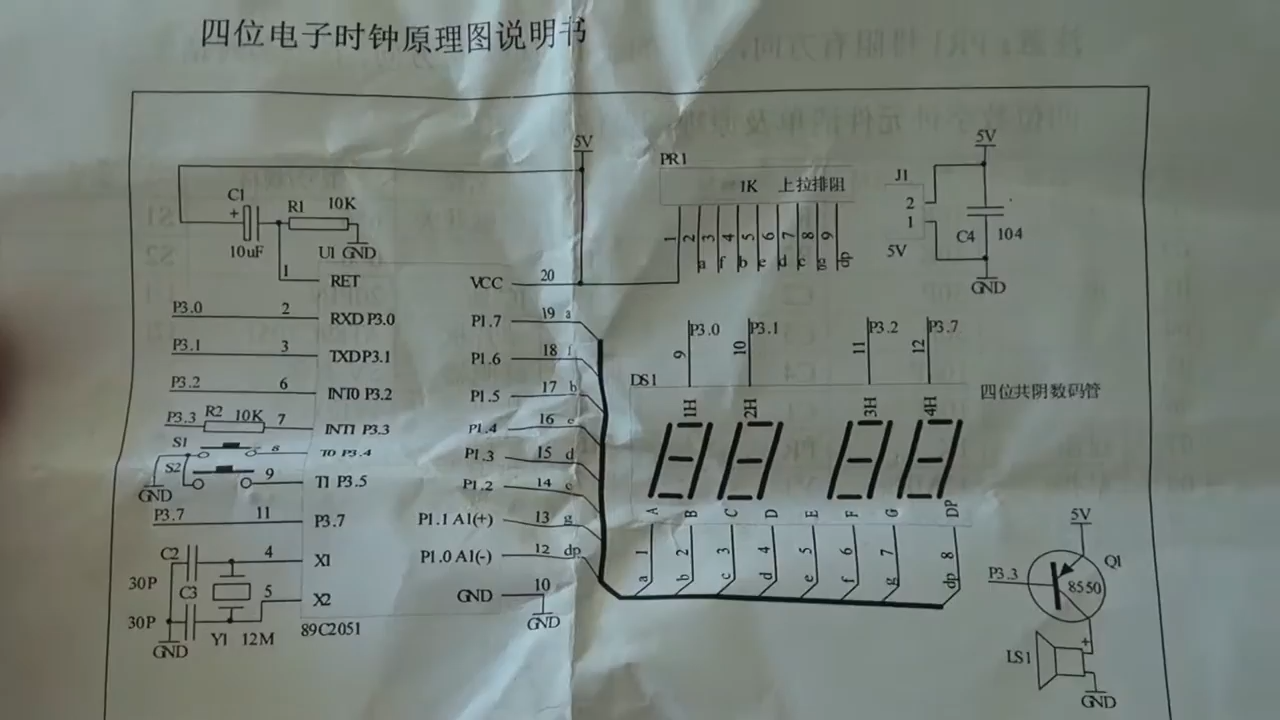 四位电子时钟原理图说明书
5V
C1
+
10uF
R1
10K
GND
U1
1
RET
P3.0
2
RXD P3.0
P3.1
3
TXD P3.1
P3.2
6
INT0 P3.2
P3.3
R2
10K
7
INT1 P3.3
S1
8
T0 P3.4
S2
9
T1 P3.5
GND
P3.7
11
P3.7
C2
4
X1
30P
C3
5
X2
30P
GND
Y1
12M
89C2051
VCC
20
P1.7
19
a
P1.6
18
f
P1.5
17
b
P1.4
16
e
P1.3
15
d
P1.2
14
c
P1.1 A1(+)
13
g
P1.0 A1(-)
12
dp
GND
10
GND
PR1
1K
上拉排阻
1
2
3
4
5
6
7
8
9
a
f
b
e
d
c
g
dp
J1
2
1
5V
5V
C4
104
GND
P3.0
P3.1
P3.2
P3.7
9
10
11
12
DS1
四位共阴数码管
1H
2H
3H
4H
A
B
C
D
E
F
G
DP
1
2
3
4
5
6
7
8
a
b
c
d
e
f
g
dp
5V
Q1
P3.3
8550
LS1
+
GND